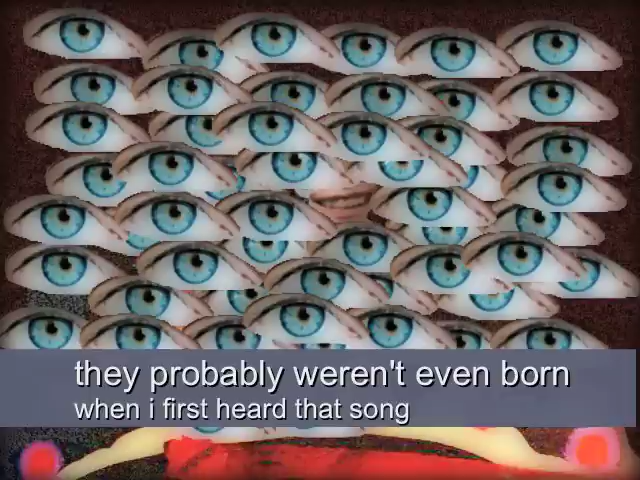 they probably weren't even born
when i first heard that song